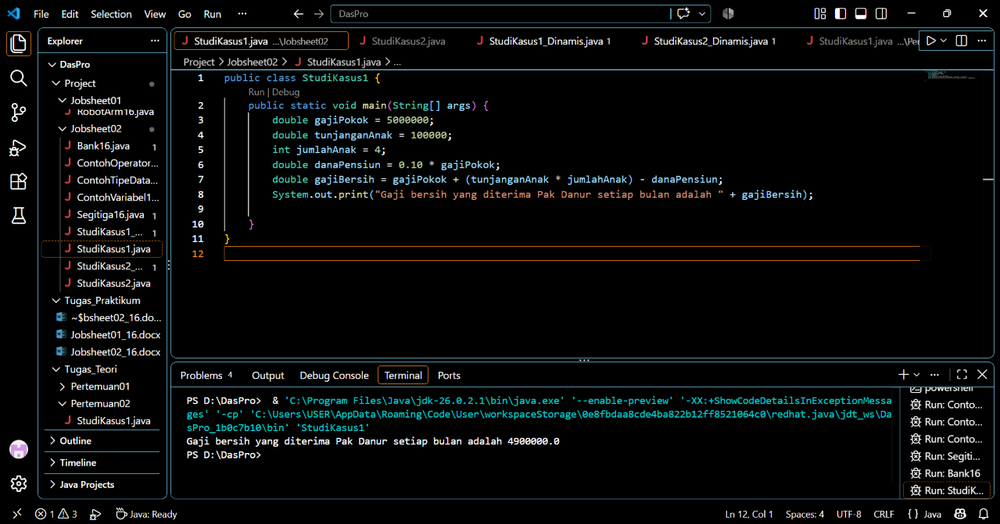 File Edit Selection View Go Run ··· DasPro
Explorer ···
DasPro
Project
Jobsheet01
RobotArm16.java
Jobsheet02
Bank16.java 1
ContohOperator...
ContohTipeData...
ContohVariabel1...
Segitiga16.java 1
StudiKasus1_... 1
StudiKasus1.java
StudiKasus2_... 1
StudiKasus2.java
Tugas_Praktikum
~$bsheet02_16.do...
Jobsheet01_16.docx
Jobsheet02_16.docx
Tugas_Teori
Pertemuan01
Pertemuan02
StudiKasus1.java
Outline
Timeline
Java Projects
StudiKasus1.java ...\Jobsheet02 StudiKasus2.java StudiKasus1_Dinamis.java 1 StudiKasus2_Dinamis.java 1 StudiKasus1.java ...\Per
Project > Jobsheet02 > StudiKasus1.java > ...
1 public class StudiKasus1 {
Run | Debug
2 public static void main(String[] args) {
3 double gajiPokok = 5000000;
4 double tunjanganAnak = 100000;
5 int jumlahAnak = 4;
6 double danaPensiun = 0.10 * gajiPokok;
7 double gajiBersih = gajiPokok + (tunjanganAnak * jumlahAnak) - danaPensiun;
8 System.out.print("Gaji bersih yang diterima Pak Danur setiap bulan adalah " + gajiBersih);
9
10 }
11 }
12
Problems 4 Output Debug Console Terminal Ports
PS D:\DasPro> & 'C:\Program Files\Java\jdk-26.0.2.1\bin\java.exe' '--enable-preview' '-XX:+ShowCodeDetailsInExceptionMessa
ges' '-cp' 'C:\Users\USER\AppData\Roaming\Code\User\workspaceStorage\0e8fbdaa8cde4ba822b12ff8521064c0\redhat.java\jdt_ws\Da
sPro_1b0c7b10\bin' 'StudiKasus1'
Gaji bersih yang diterima Pak Danur setiap bulan adalah 4900000.0
PS D:\DasPro>
powershell
Run: Conto...
Run: Conto...
Run: Conto...
Run: Segiti...
Run: Bank16
Run: StudiK...
1 3 Java: Ready Ln 12, Col 1 Spaces: 4 UTF-8 CRLF {} Java